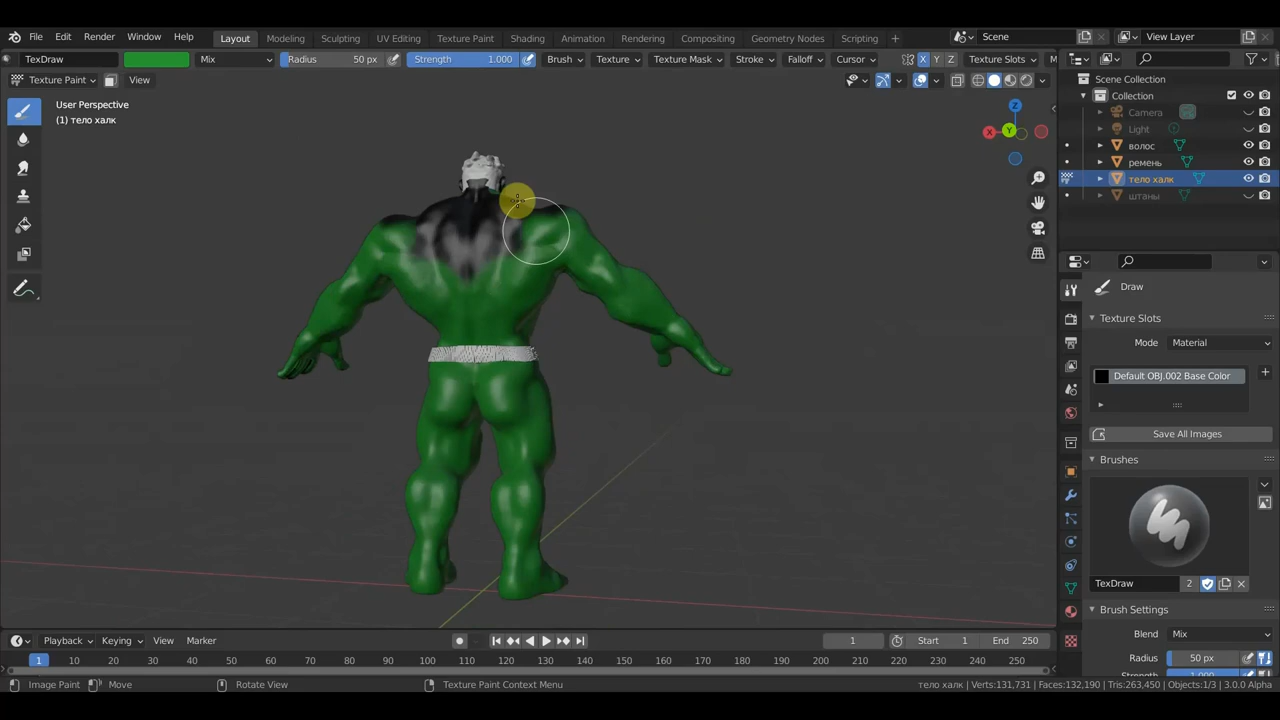 File Edit Render Window Help Layout Modeling Sculpting UV Editing Texture Paint Shading Animation Rendering Compositing Geometry Nodes Scripting + Scene View Layer
TexDraw Mix Radius 50 px Strength 1.000 Brush Texture Texture Mask Stroke Falloff Cursor X Y Z Texture Slots M
Texture Paint View
User Perspective
(1) тело халк
Z
X
Y
Scene Collection
Collection
Camera
Light
волос
ремень
тело халк
штаны
Draw
Texture Slots
Mode Material
Default OBJ.002 Base Color
Save All Images
Brushes
TexDraw 2
Brush Settings
Blend Mix
Radius 50 px
Strength 1.000
Playback Keying View Marker 1 Start 1 End 250
1 10 20 30 40 50 60 70 80 90 100 110 120 130 140 150 160 170 180 190 200 210 220 230 240 250
Image Paint Move Rotate View Texture Paint Context Menu тело халк | Verts:131,731 | Faces:132,190 | Tris:263,450 | Objects:1/3 | 3.0.0 Alpha